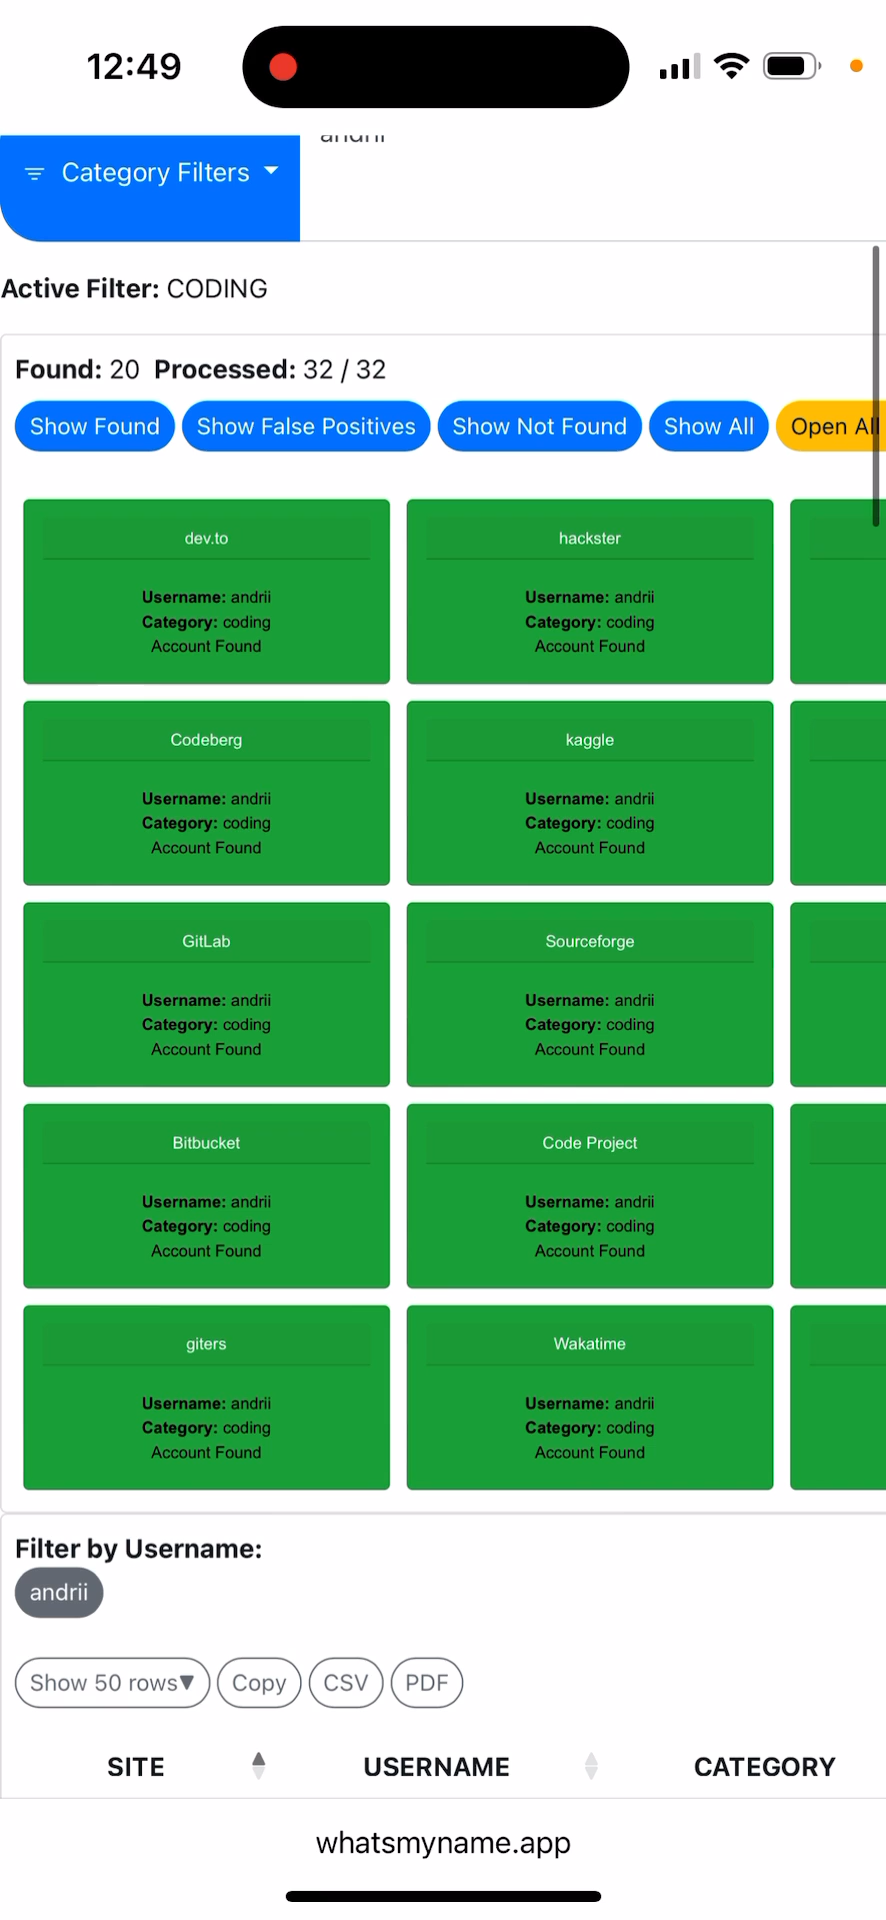 12:49
andrii
Category Filters
Active Filter: CODING
Found: 20 Processed: 32 / 32
Show Found Show False Positives Show Not Found Show All Open All
dev.to
Username: andrii
Category: coding
Account Found
hackster
Username: andrii
Category: coding
Account Found
Codeberg
Username: andrii
Category: coding
Account Found
kaggle
Username: andrii
Category: coding
Account Found
GitLab
Username: andrii
Category: coding
Account Found
Sourceforge
Username: andrii
Category: coding
Account Found
Bitbucket
Username: andrii
Category: coding
Account Found
Code Project
Username: andrii
Category: coding
Account Found
giters
Username: andrii
Category: coding
Account Found
Wakatime
Username: andrii
Category: coding
Account Found
Filter by Username:
andrii
Show 50 rows▼ Copy CSV PDF
SITE USERNAME CATEGORY
whatsmyname.app